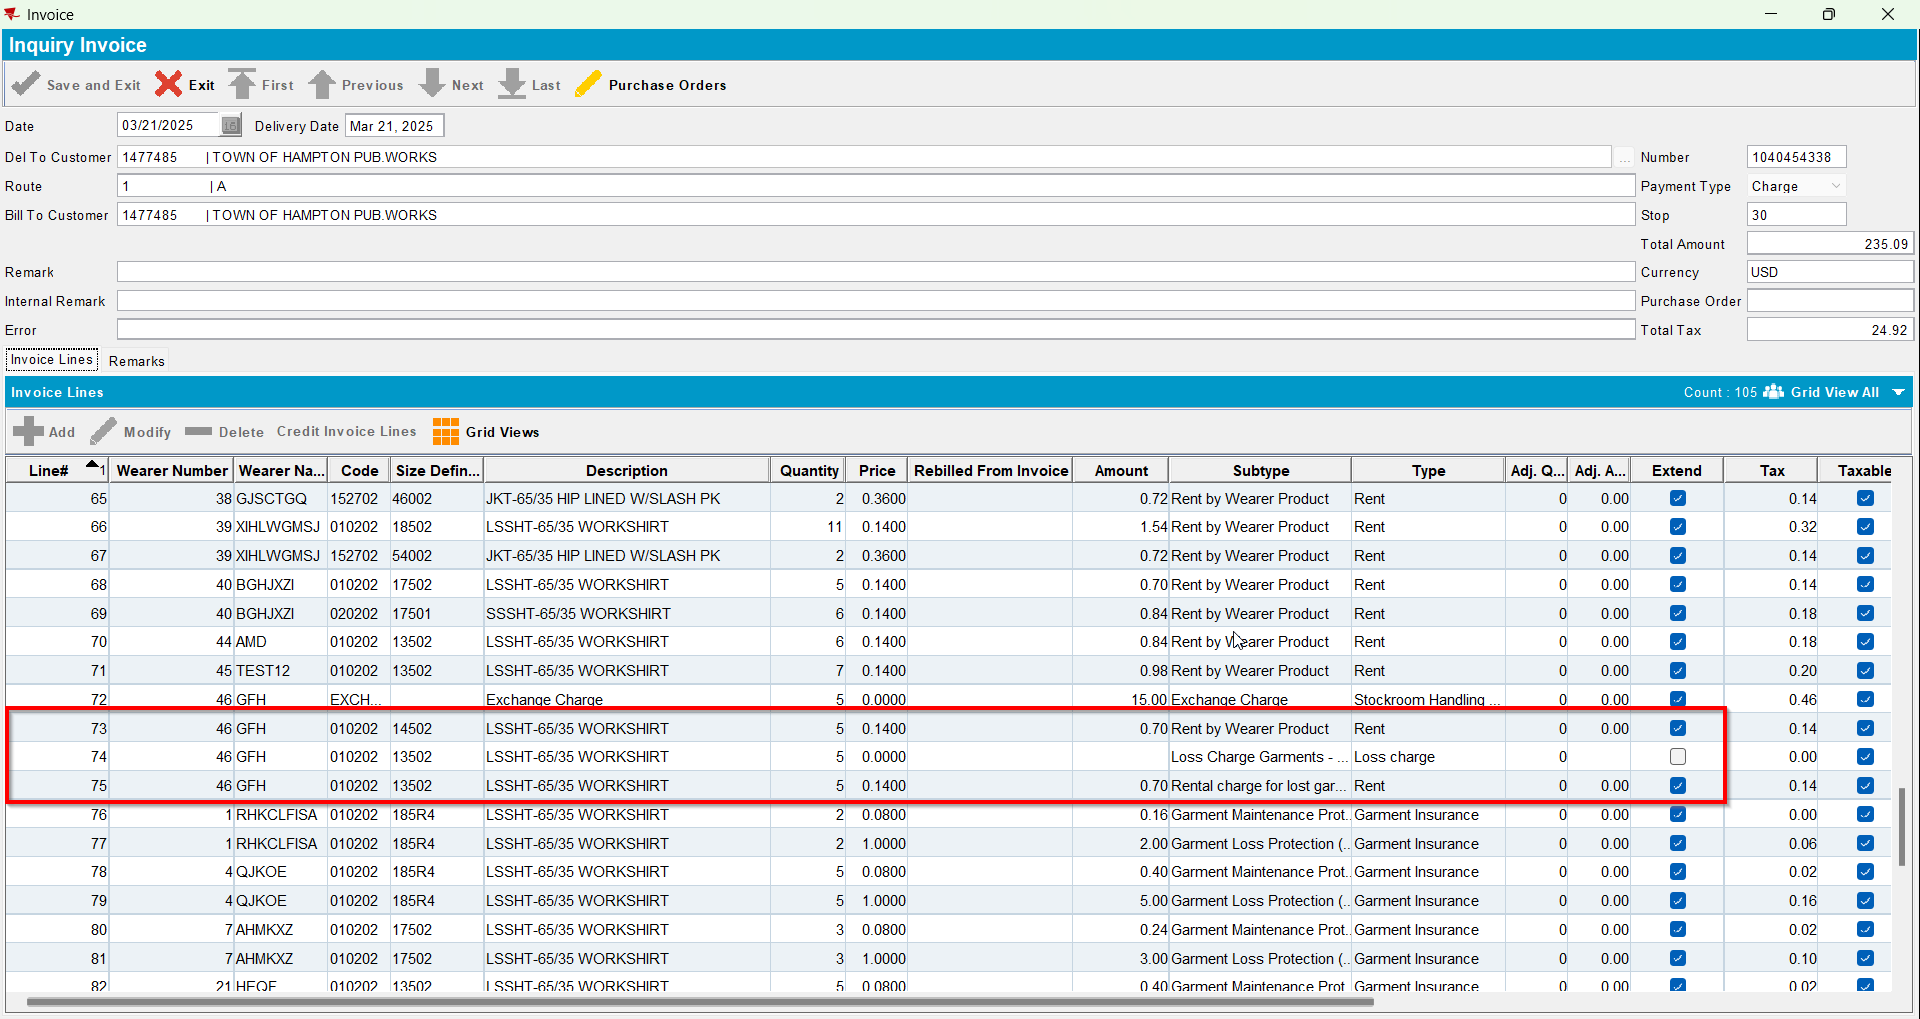 Invoice
Inquiry Invoice
Save and Exit Exit First Previous Next Last Purchase Orders
Date 03/21/2025 Delivery Date Mar 21, 2025
Del To Customer 1477485 | TOWN OF HAMPTON PUB.WORKS ... Number 1040454338
Route 1 | A Payment Type Charge
Bill To Customer 1477485 | TOWN OF HAMPTON PUB.WORKS Stop 30
Total Amount 235.09
Remark Currency USD
Internal Remark Purchase Order
Error Total Tax 24.92
Invoice Lines Remarks
Invoice Lines Count : 105 Grid View All
Add Modify Delete Credit Invoice Lines Grid Views
Line# 1 Wearer Number Wearer Na... Code Size Defin... Description Quantity Price Rebilled From Invoice Amount Subtype Type Adj. Q... Adj. A... Extend Tax Taxable
65 38 GJSCTGQ 152702 46002 JKT-65/35 HIP LINED W/SLASH PK 2 0.3600 0.72 Rent by Wearer Product Rent 0 0.00 0.14
66 39 XIHLWGMSJ 010202 18502 LSSHT-65/35 WORKSHIRT 11 0.1400 1.54 Rent by Wearer Product Rent 0 0.00 0.32
67 39 XIHLWGMSJ 152702 54002 JKT-65/35 HIP LINED W/SLASH PK 2 0.3600 0.72 Rent by Wearer Product Rent 0 0.00 0.14
68 40 BGHJXZI 010202 17502 LSSHT-65/35 WORKSHIRT 5 0.1400 0.70 Rent by Wearer Product Rent 0 0.00 0.14
69 40 BGHJXZI 020202 17501 SSSHT-65/35 WORKSHIRT 6 0.1400 0.84 Rent by Wearer Product Rent 0 0.00 0.18
70 44 AMD 010202 13502 LSSHT-65/35 WORKSHIRT 6 0.1400 0.84 Rent by Wearer Product Rent 0 0.00 0.18
71 45 TEST12 010202 13502 LSSHT-65/35 WORKSHIRT 7 0.1400 0.98 Rent by Wearer Product Rent 0 0.00 0.20
72 46 GFH EXCH... Exchange Charge 5 0.0000 15.00 Exchange Charge Stockroom Handling ... 0 0.00 0.46
73 46 GFH 010202 14502 LSSHT-65/35 WORKSHIRT 5 0.1400 0.70 Rent by Wearer Product Rent 0 0.00 0.14
74 46 GFH 010202 13502 LSSHT-65/35 WORKSHIRT 5 0.0000 Loss Charge Garments - ... Loss charge 0 0.00
75 46 GFH 010202 13502 LSSHT-65/35 WORKSHIRT 5 0.1400 0.70 Rental charge for lost gar... Rent 0 0.00 0.14
76 1 RHKCLFISA 010202 185R4 LSSHT-65/35 WORKSHIRT 2 0.0800 0.16 Garment Maintenance Prot... Garment Insurance 0 0.00 0.00
77 1 RHKCLFISA 010202 185R4 LSSHT-65/35 WORKSHIRT 2 1.0000 2.00 Garment Loss Protection (... Garment Insurance 0 0.00 0.06
78 4 QJKOE 010202 185R4 LSSHT-65/35 WORKSHIRT 5 0.0800 0.40 Garment Maintenance Prot... Garment Insurance 0 0.00 0.02
79 4 QJKOE 010202 185R4 LSSHT-65/35 WORKSHIRT 5 1.0000 5.00 Garment Loss Protection (... Garment Insurance 0 0.00 0.16
80 7 AHMKXZ 010202 17502 LSSHT-65/35 WORKSHIRT 3 0.0800 0.24 Garment Maintenance Prot... Garment Insurance 0 0.00 0.02
81 7 AHMKXZ 010202 17502 LSSHT-65/35 WORKSHIRT 3 1.0000 3.00 Garment Loss Protection (... Garment Insurance 0 0.00 0.10
82 21 HEQE 010202 13502 LSSHT-65/35 WORKSHIRT 5 0.0800 0.40 Garment Maintenance Prot Garment Insurance 0 0.00 0.02